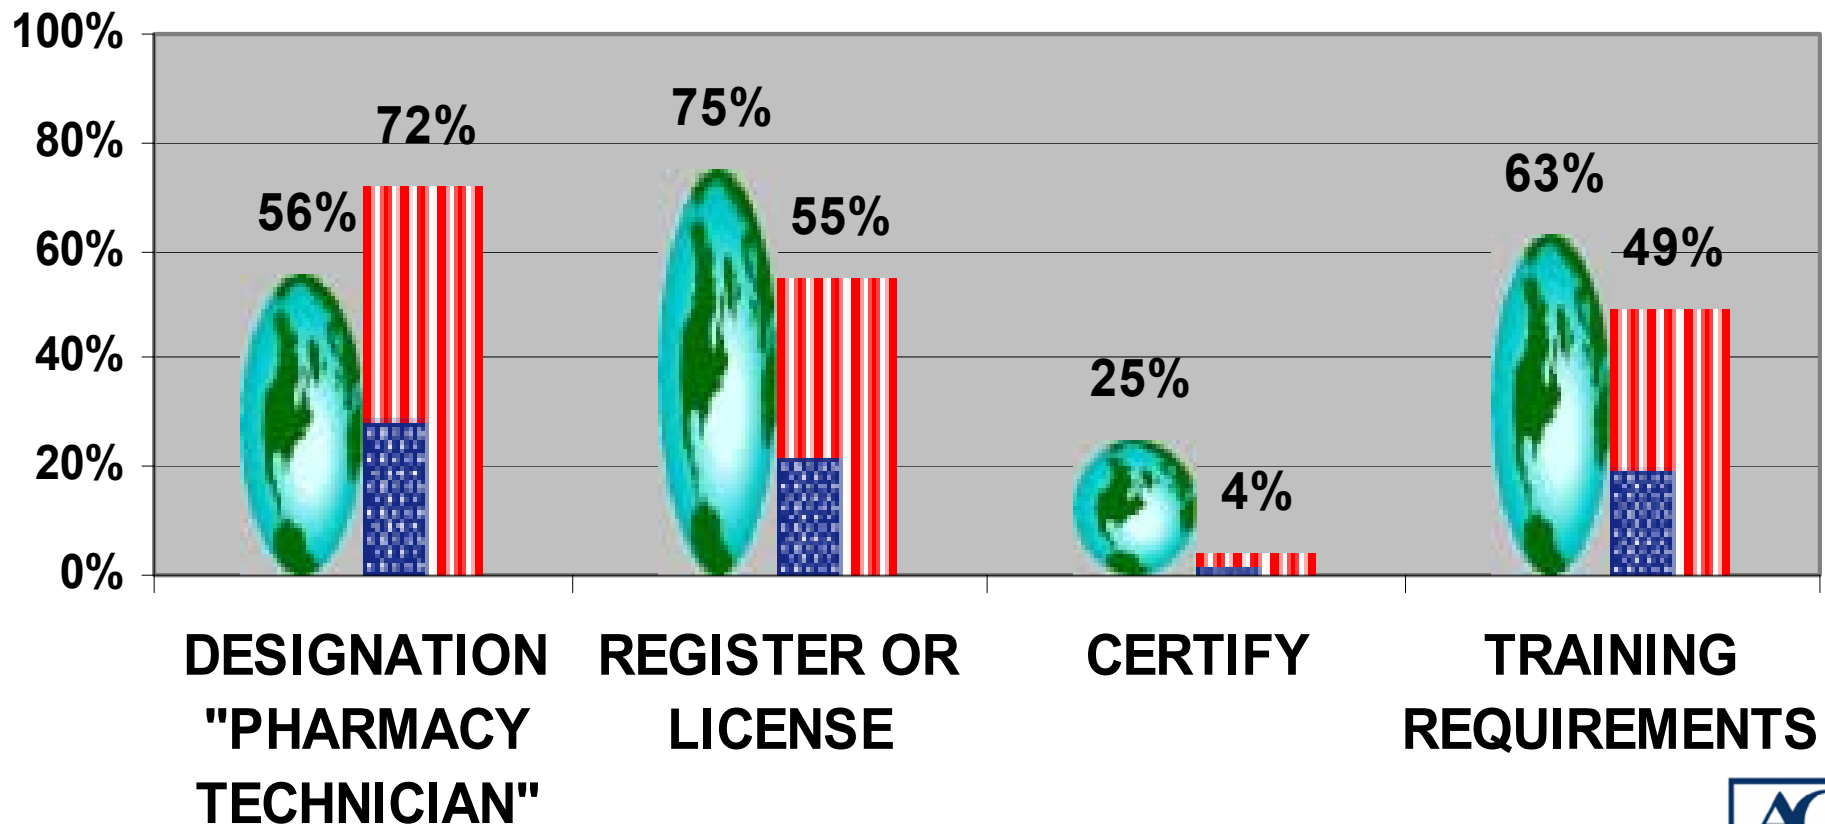 100%
80%
60%
40%
20%
0%
56%
72%
75%
55%
25%
4%
63%
49%
DESIGNATION
"PHARMACY
TECHNICIAN"
REGISTER OR
LICENSE
CERTIFY
TRAINING
REQUIREMENTS